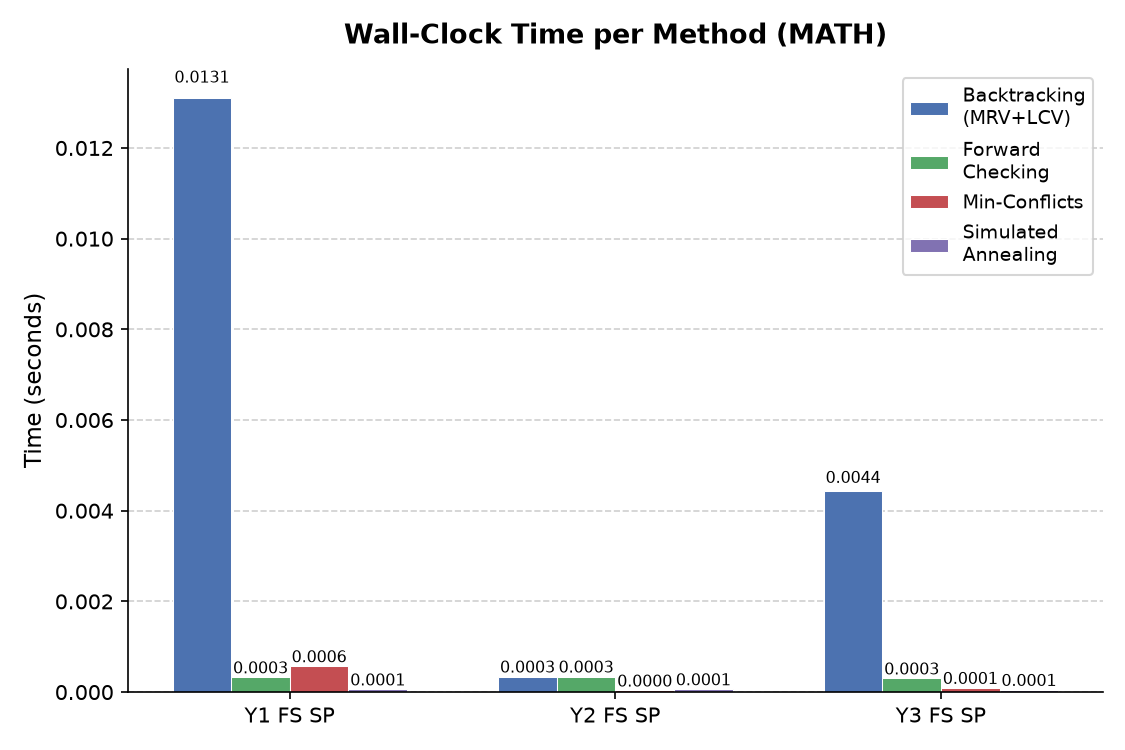 Wall-Clock Time per Method (MATH)
Time (seconds)
0.012
0.010
0.008
0.006
0.004
0.002
0.000
0.0131
0.0003
0.0006
0.0001
0.0003
0.0003
0.0000
0.0001
0.0044
0.0003
0.0001
0.0001
Y1 FS SP
Y2 FS SP
Y3 FS SP
Backtracking
(MRV+LCV)
Forward
Checking
Min-Conflicts
Simulated
Annealing